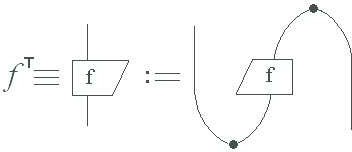 f^T ≡ f := f